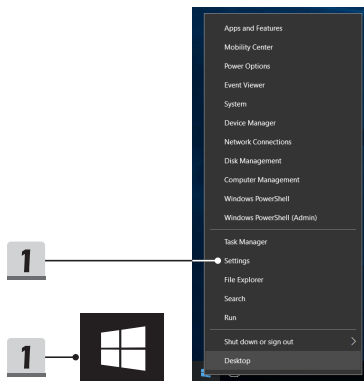 Apps and Features
Mobility Center
Power Options
Event Viewer
System
Device Manager
Network Connections
Disk Management
Computer Management
Windows PowerShell
Windows PowerShell (Admin)
Task Manager
1
Settings
File Explorer
Search
Run
1
Shut down or sign out
Desktop